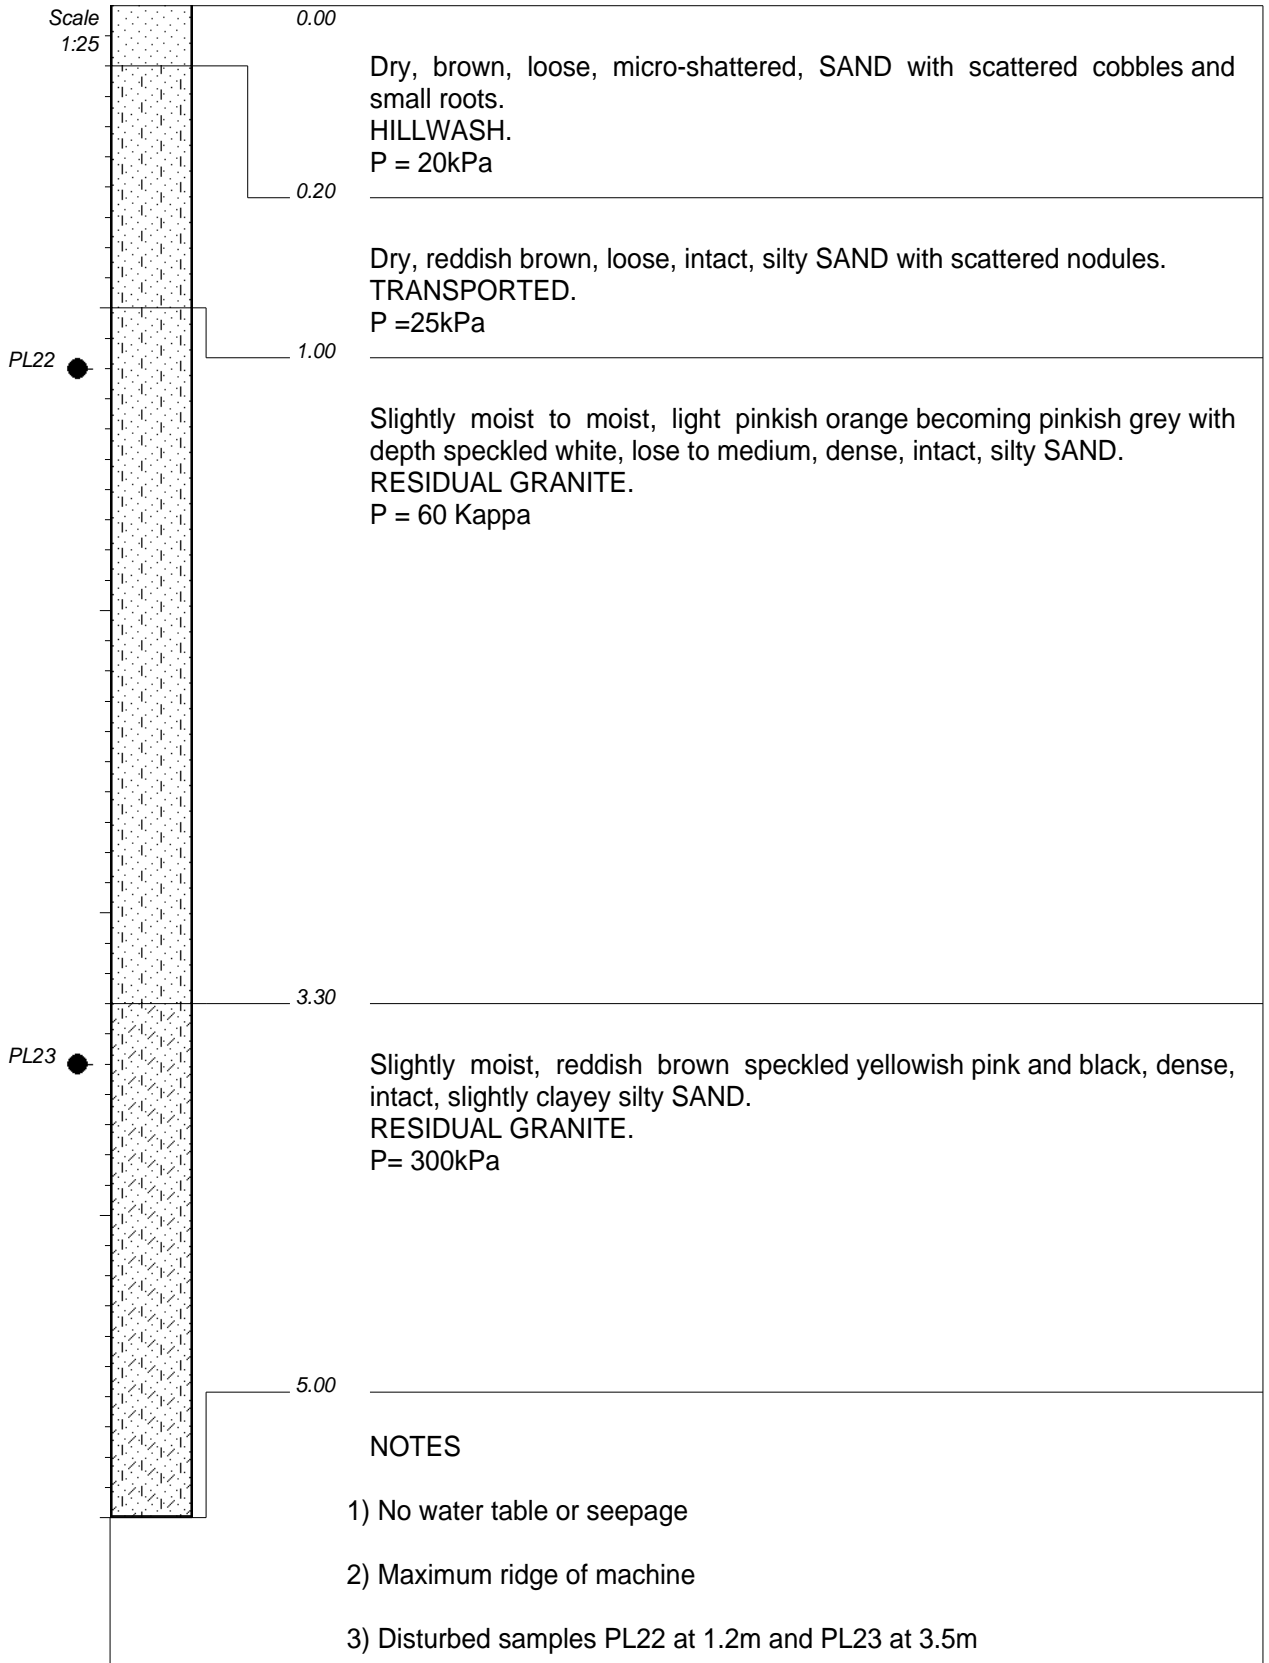 Scale
1:25
0.00
Dry, brown, loose, micro-shattered, SAND with scattered cobbles and
small roots.
HILLWASH.
P = 20kPa
0.20
Dry, reddish brown, loose, intact, silty SAND with scattered nodules.
TRANSPORTED.
P =25kPa
1.00
PL22
Slightly moist to moist, light pinkish orange becoming pinkish grey with
depth speckled white, lose to medium, dense, intact, silty SAND.
RESIDUAL GRANITE.
P = 60 Kappa
3.30
PL23
Slightly moist, reddish brown speckled yellowish pink and black, dense,
intact, slightly clayey silty SAND.
RESIDUAL GRANITE.
P= 300kPa
5.00
NOTES
1) No water table or seepage
2) Maximum ridge of machine
3) Disturbed samples PL22 at 1.2m and PL23 at 3.5m